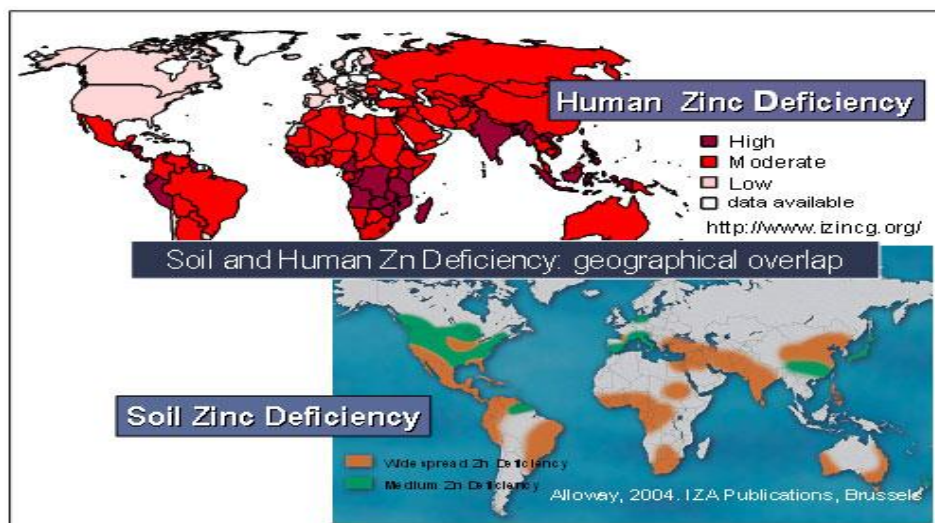 Human Zinc Deficiency
High
Moderate
Low
data available
http://www.izincg.org/
Soil and Human Zn Deficiency: geographical overlap
Soil Zinc Deficiency
Widespread Zn Deficiency
Medium Zn Deficiency
Alloway, 2004. IZA Publications, Brussels